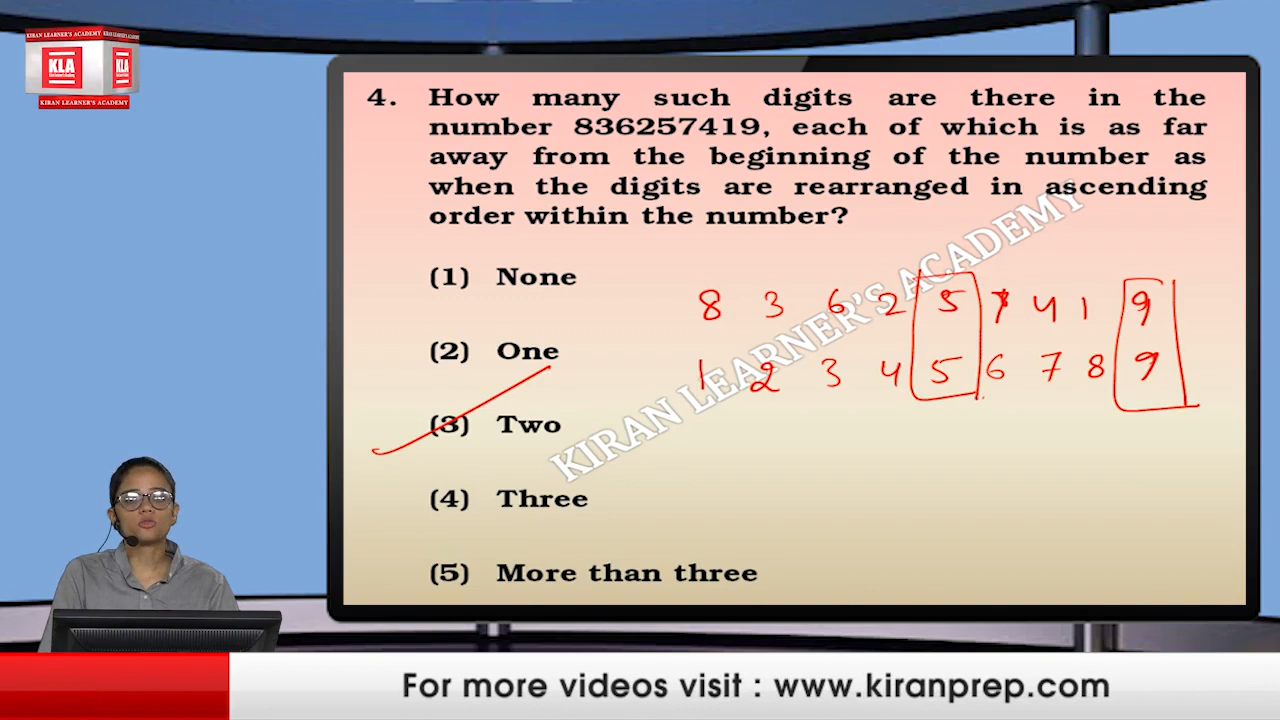 KIRAN LEARNER'S ACADEMY
KLA
KLA
KIRAN LEARNER'S ACADEMY
4. How many such digits are there in the
number 836257419, each of which is as far
away from the beginning of the number as
when the digits are rearranged in ascending
order within the number?
(1) None
(2) One
(3) Two
(4) Three
(5) More than three
8 3 6 2 5 7 4 1 9
1 2 3 4 5 6 7 8 9
KIRAN LEARNER'S ACADEMY
For more videos visit : www.kiranprep.com